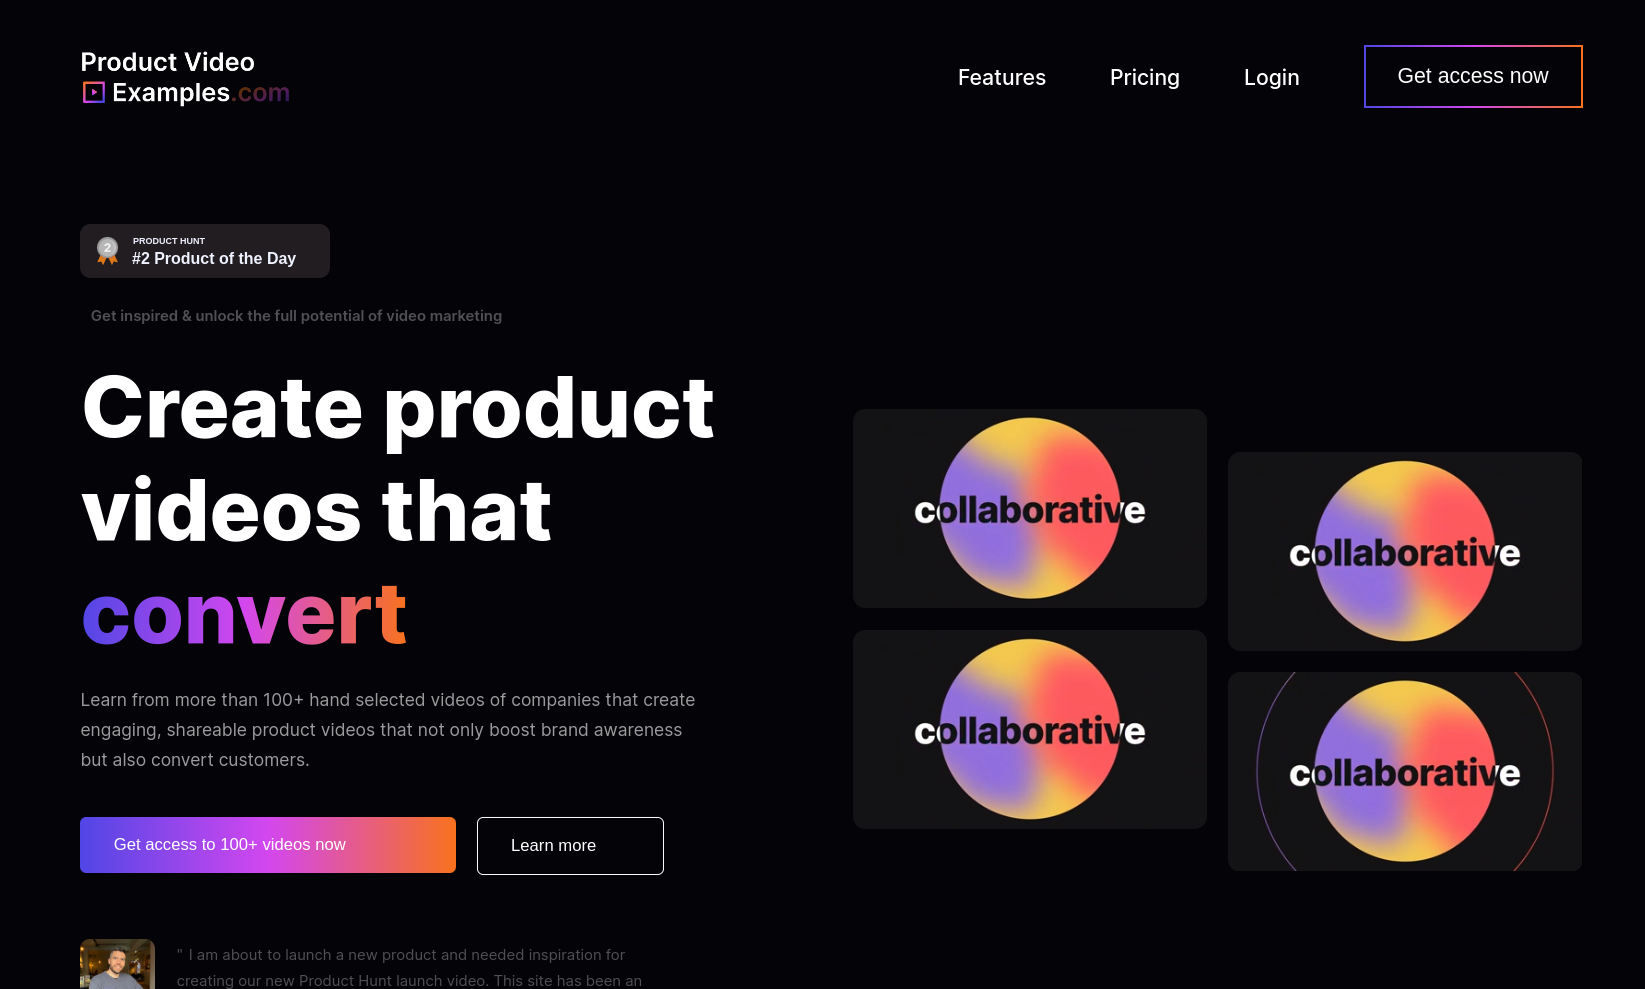 Product Video
Examples.com
Features
Pricing
Login
Get access now
2
PRODUCT HUNT
#2 Product of the Day
Get inspired & unlock the full potential of video marketing
Create product
videos that
convert
Learn from more than 100+ hand selected videos of companies that create
engaging, shareable product videos that not only boost brand awareness
but also convert customers.
Get access to 100+ videos now
Learn more
collaborative
collaborative
collaborative
collaborative
" I am about to launch a new product and needed inspiration for
creating our new Product Hunt launch video. This site has been an